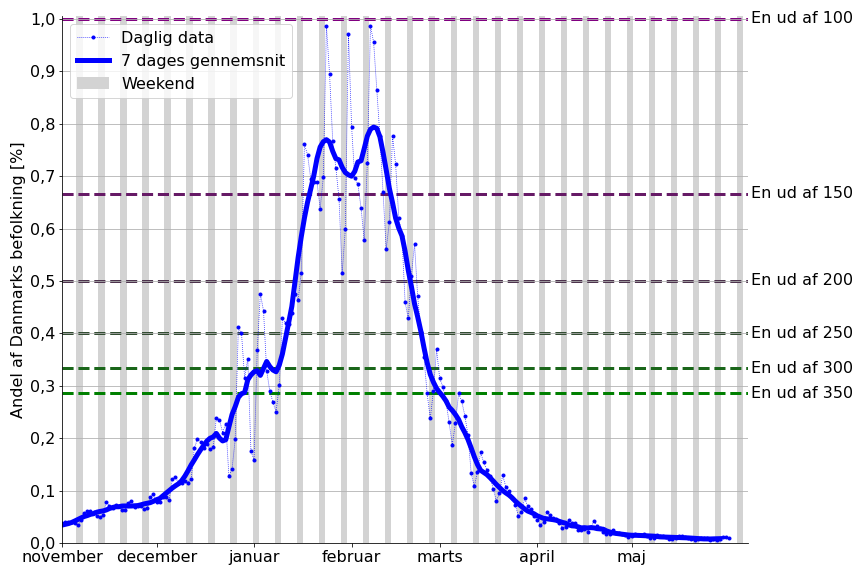 1,0
0,9
0,8
0,7
0,6
0,5
0,4
0,3
0,2
0,1
0,0
Andel af Danmarks befolkning [%]
Daglig data
7 dages gennemsnit
Weekend
En ud af 100
En ud af 150
En ud af 200
En ud af 250
En ud af 300
En ud af 350
november december januar februar marts april maj